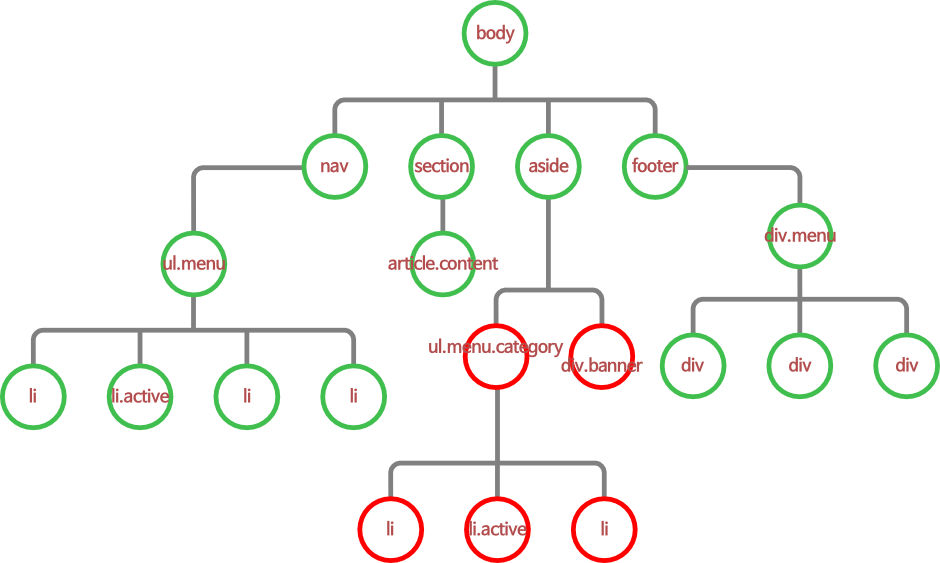 body
nav
section
aside
footer
div.menu
ul.menu
article.content
ul.menu.category
div.banner
div
div
div
li
li.active
li
li
li
li.active
li